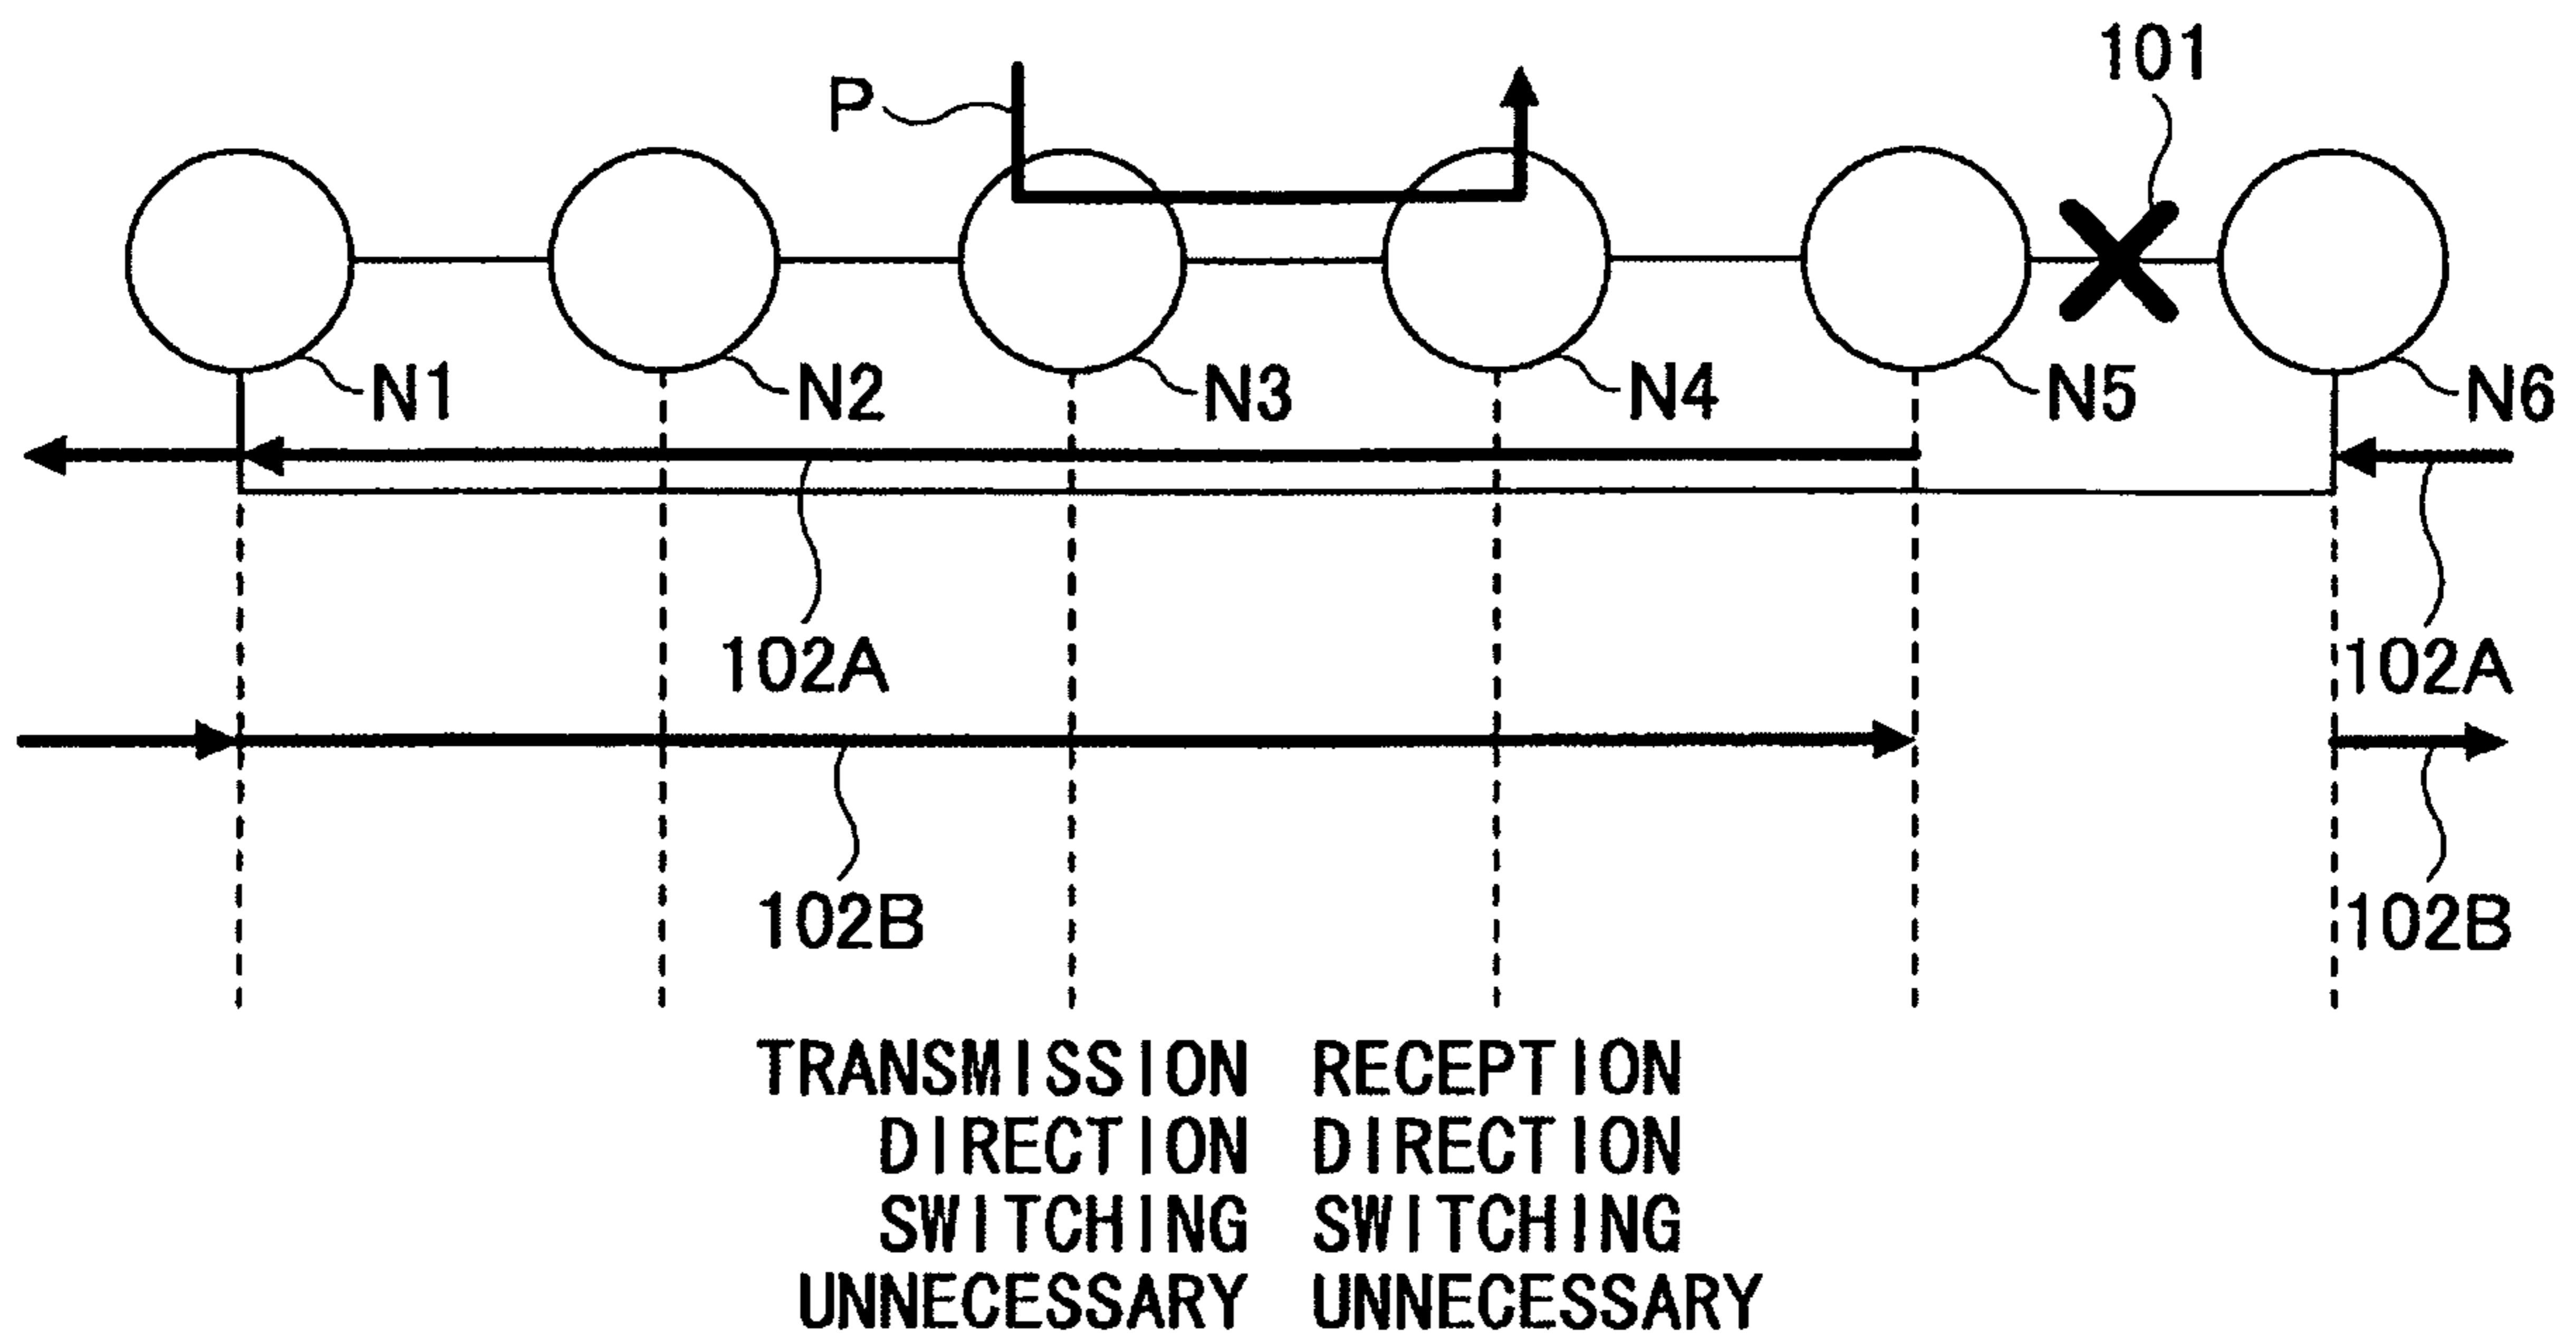 101
P
N1
N2
N3
N4
N5
N6
102A
102A
102B
102B
TRANSMISSION
DIRECTION
SWITCHING
UNNECESSARY
RECEPTION
DIRECTION
SWITCHING
UNNECESSARY